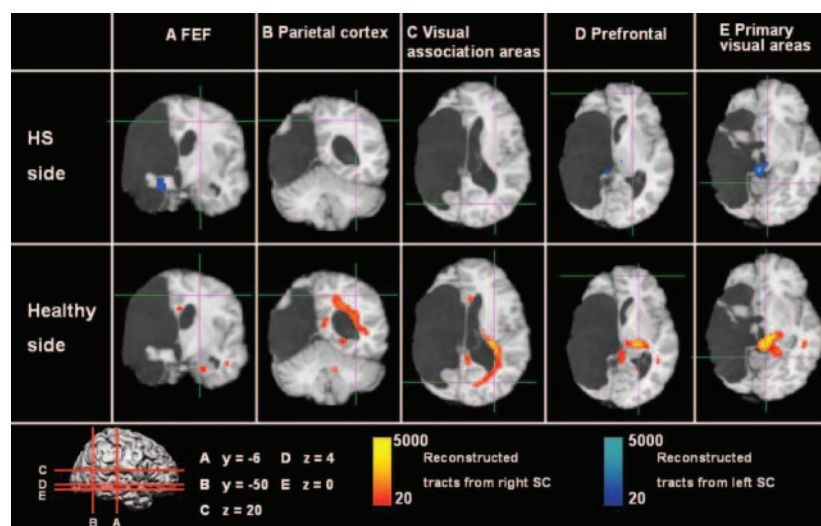 A FEF
B Parietal cortex
C Visual
association areas
D Prefrontal
E Primary
visual areas
HS
side
Healthy
side
C
D
E
B A
A y = -6 D z = 4
B y = -50 E z = 0
C z = 20
5000
Reconstructed
tracts from right SC
20
5000
Reconstructed
tracts from left SC
20